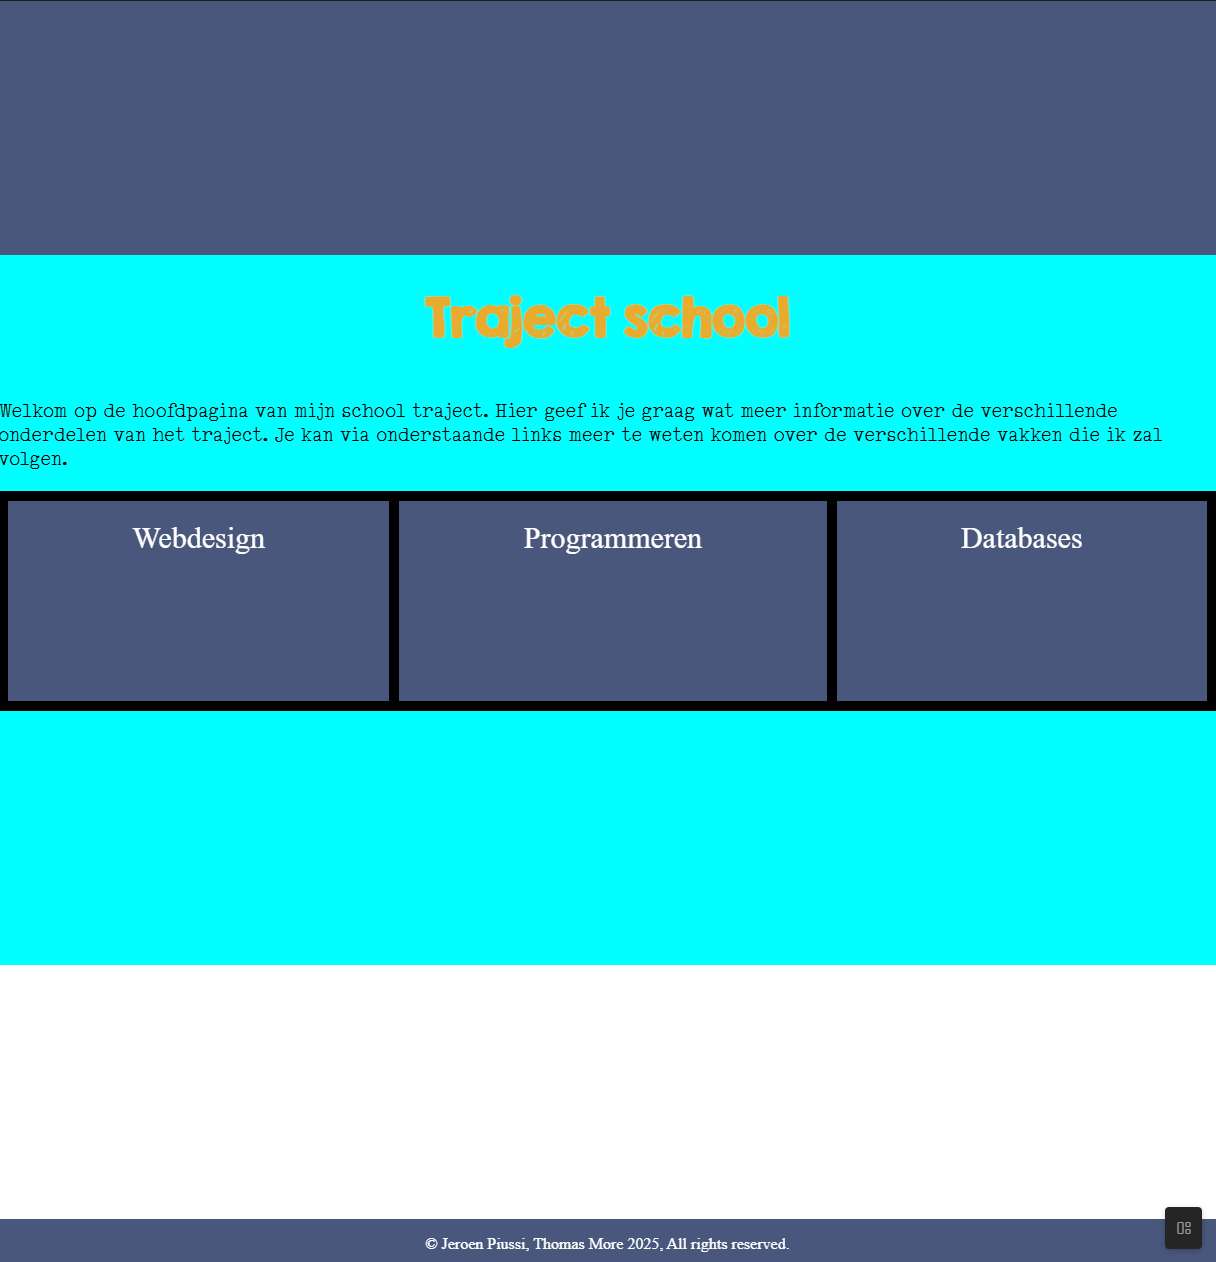 Traject school
Welkom op de hoofdpagina van mijn school traject. Hier geef ik je graag wat meer informatie over de verschillende
onderdelen van het traject. Je kan via onderstaande links meer te weten komen over de verschillende vakken die ik zal
volgen.
Webdesign
Programmeren
Databases
© Jeroen Piussi, Thomas More 2025, All rights reserved.